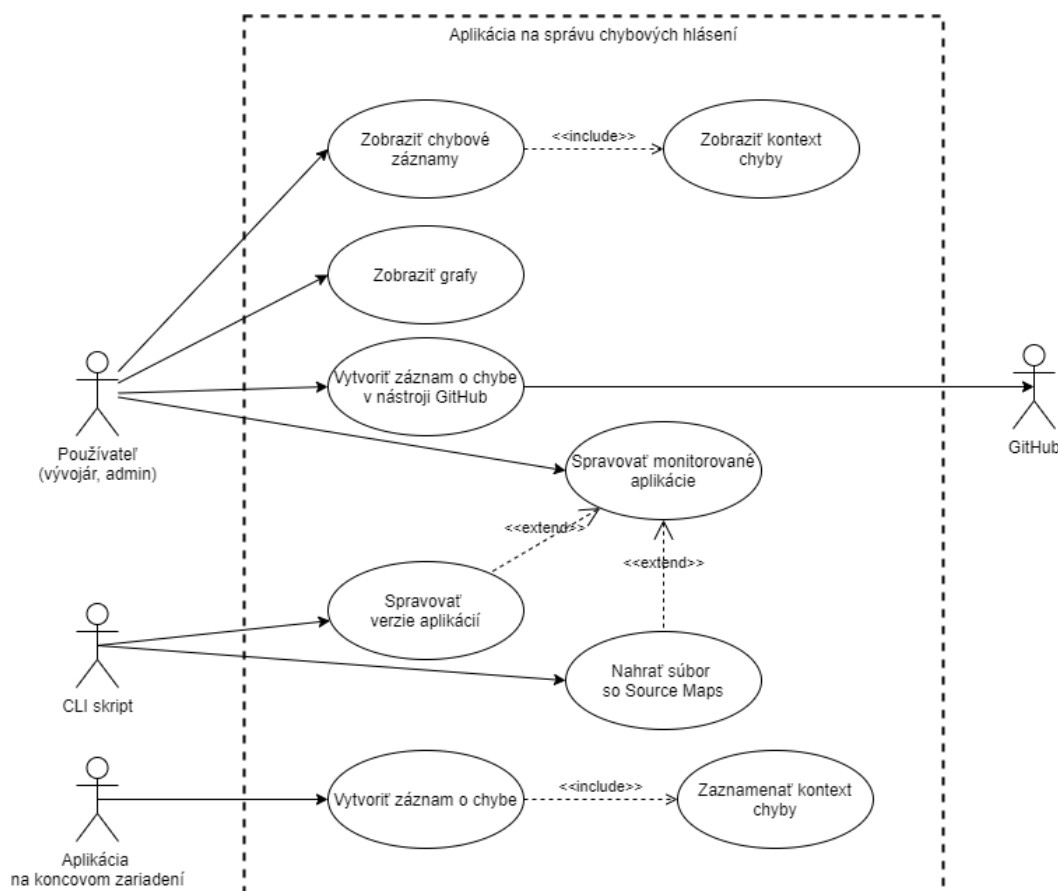 Aplikácia na správu chybových hlásení
Zobraziť chybové
záznamy
<<include>>
Zobraziť kontext
chyby
Zobraziť grafy
Vytvoriť záznam o chybe
v nástroji GitHub
Používateľ
(vývojár, admin)
GitHub
Spravovať monitorované
aplikácie
<<extend>>
<<extend>>
Spravovať
verzie aplikácií
CLI skript
Nahrať súbor
so Source Maps
Vytvoriť záznam o chybe
<<include>>
Zaznamenať kontext
chyby
Aplikácia
na koncovom zariadení